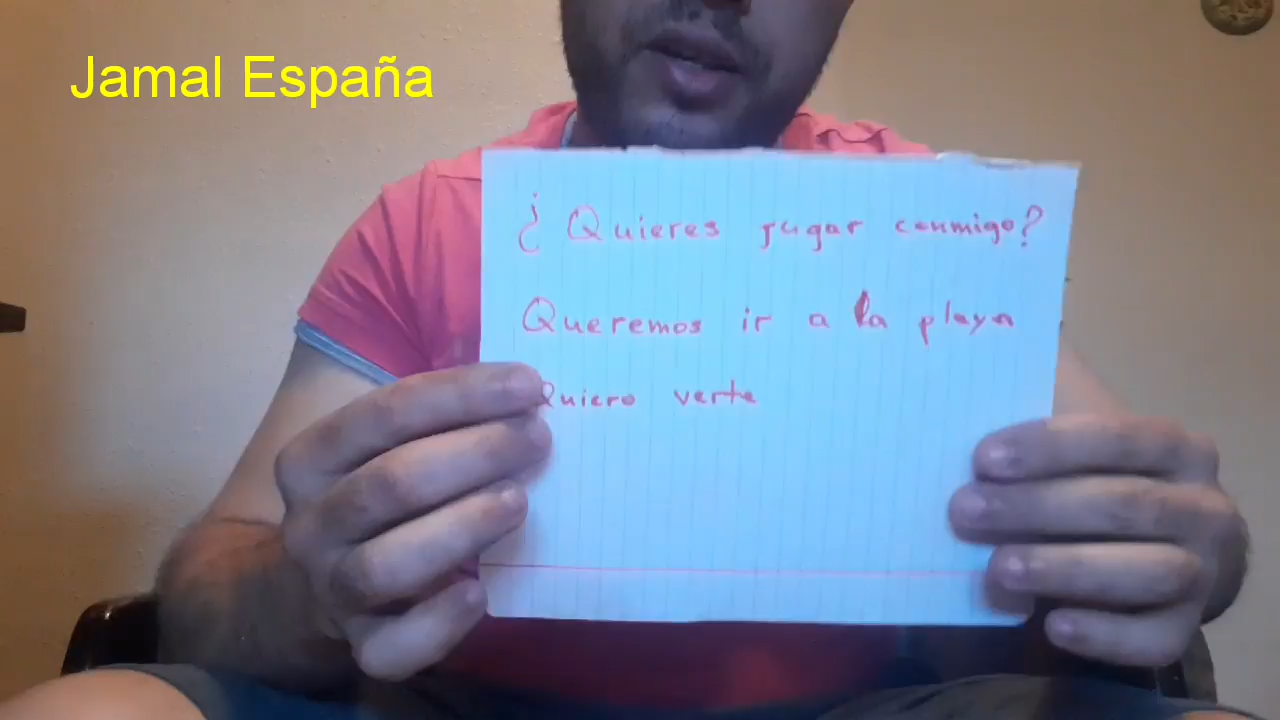 Jamal España
¿Quieres jugar conmigo?
Queremos ir a la playa
Quiero verte